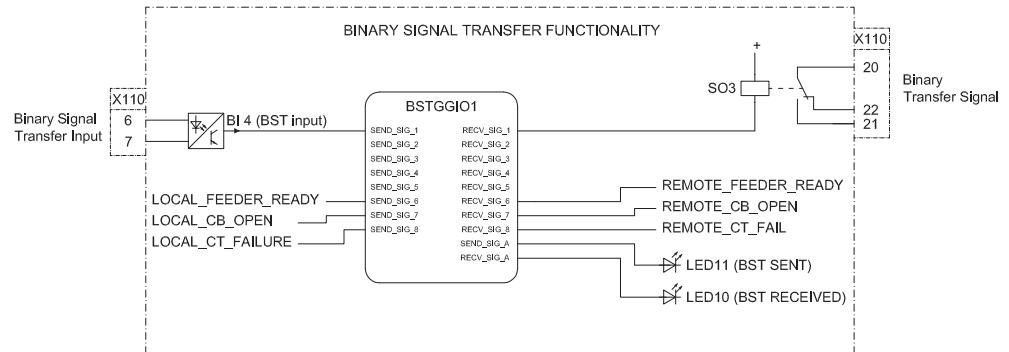 BINARY SIGNAL TRANSFER FUNCTIONALITY
X110
20
22
21
+
SO3
Binary
Transfer Signal
X110
6
7
Binary Signal
Transfer Input
BI 4 (BST input)
BSTGGIO1
SEND_SIG_1
SEND_SIG_2
SEND_SIG_3
SEND_SIG_4
SEND_SIG_5
SEND_SIG_6
SEND_SIG_7
SEND_SIG_8
RECV_SIG_1
RECV_SIG_2
RECV_SIG_3
RECV_SIG_4
RECV_SIG_5
RECV_SIG_6
RECV_SIG_7
RECV_SIG_8
SEND_SIG_A
RECV_SIG_A
LOCAL_FEEDER_READY
LOCAL_CB_OPEN
LOCAL_CT_FAILURE
REMOTE_FEEDER_READY
REMOTE_CB_OPEN
REMOTE_CT_FAIL
LED11 (BST SENT)
LED10 (BST RECEIVED)